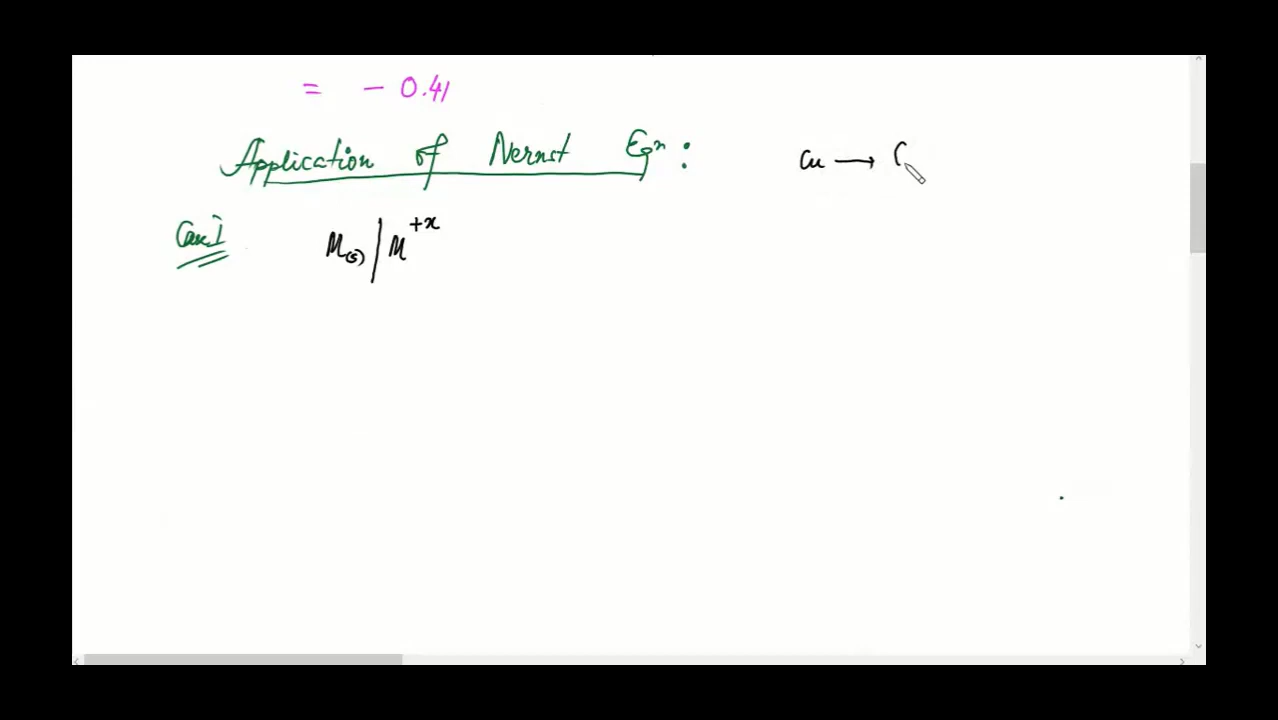 = - 0.41
Application of Nernst Eqⁿ :
Cu → C
Case I M(s) | M⁺ˣ